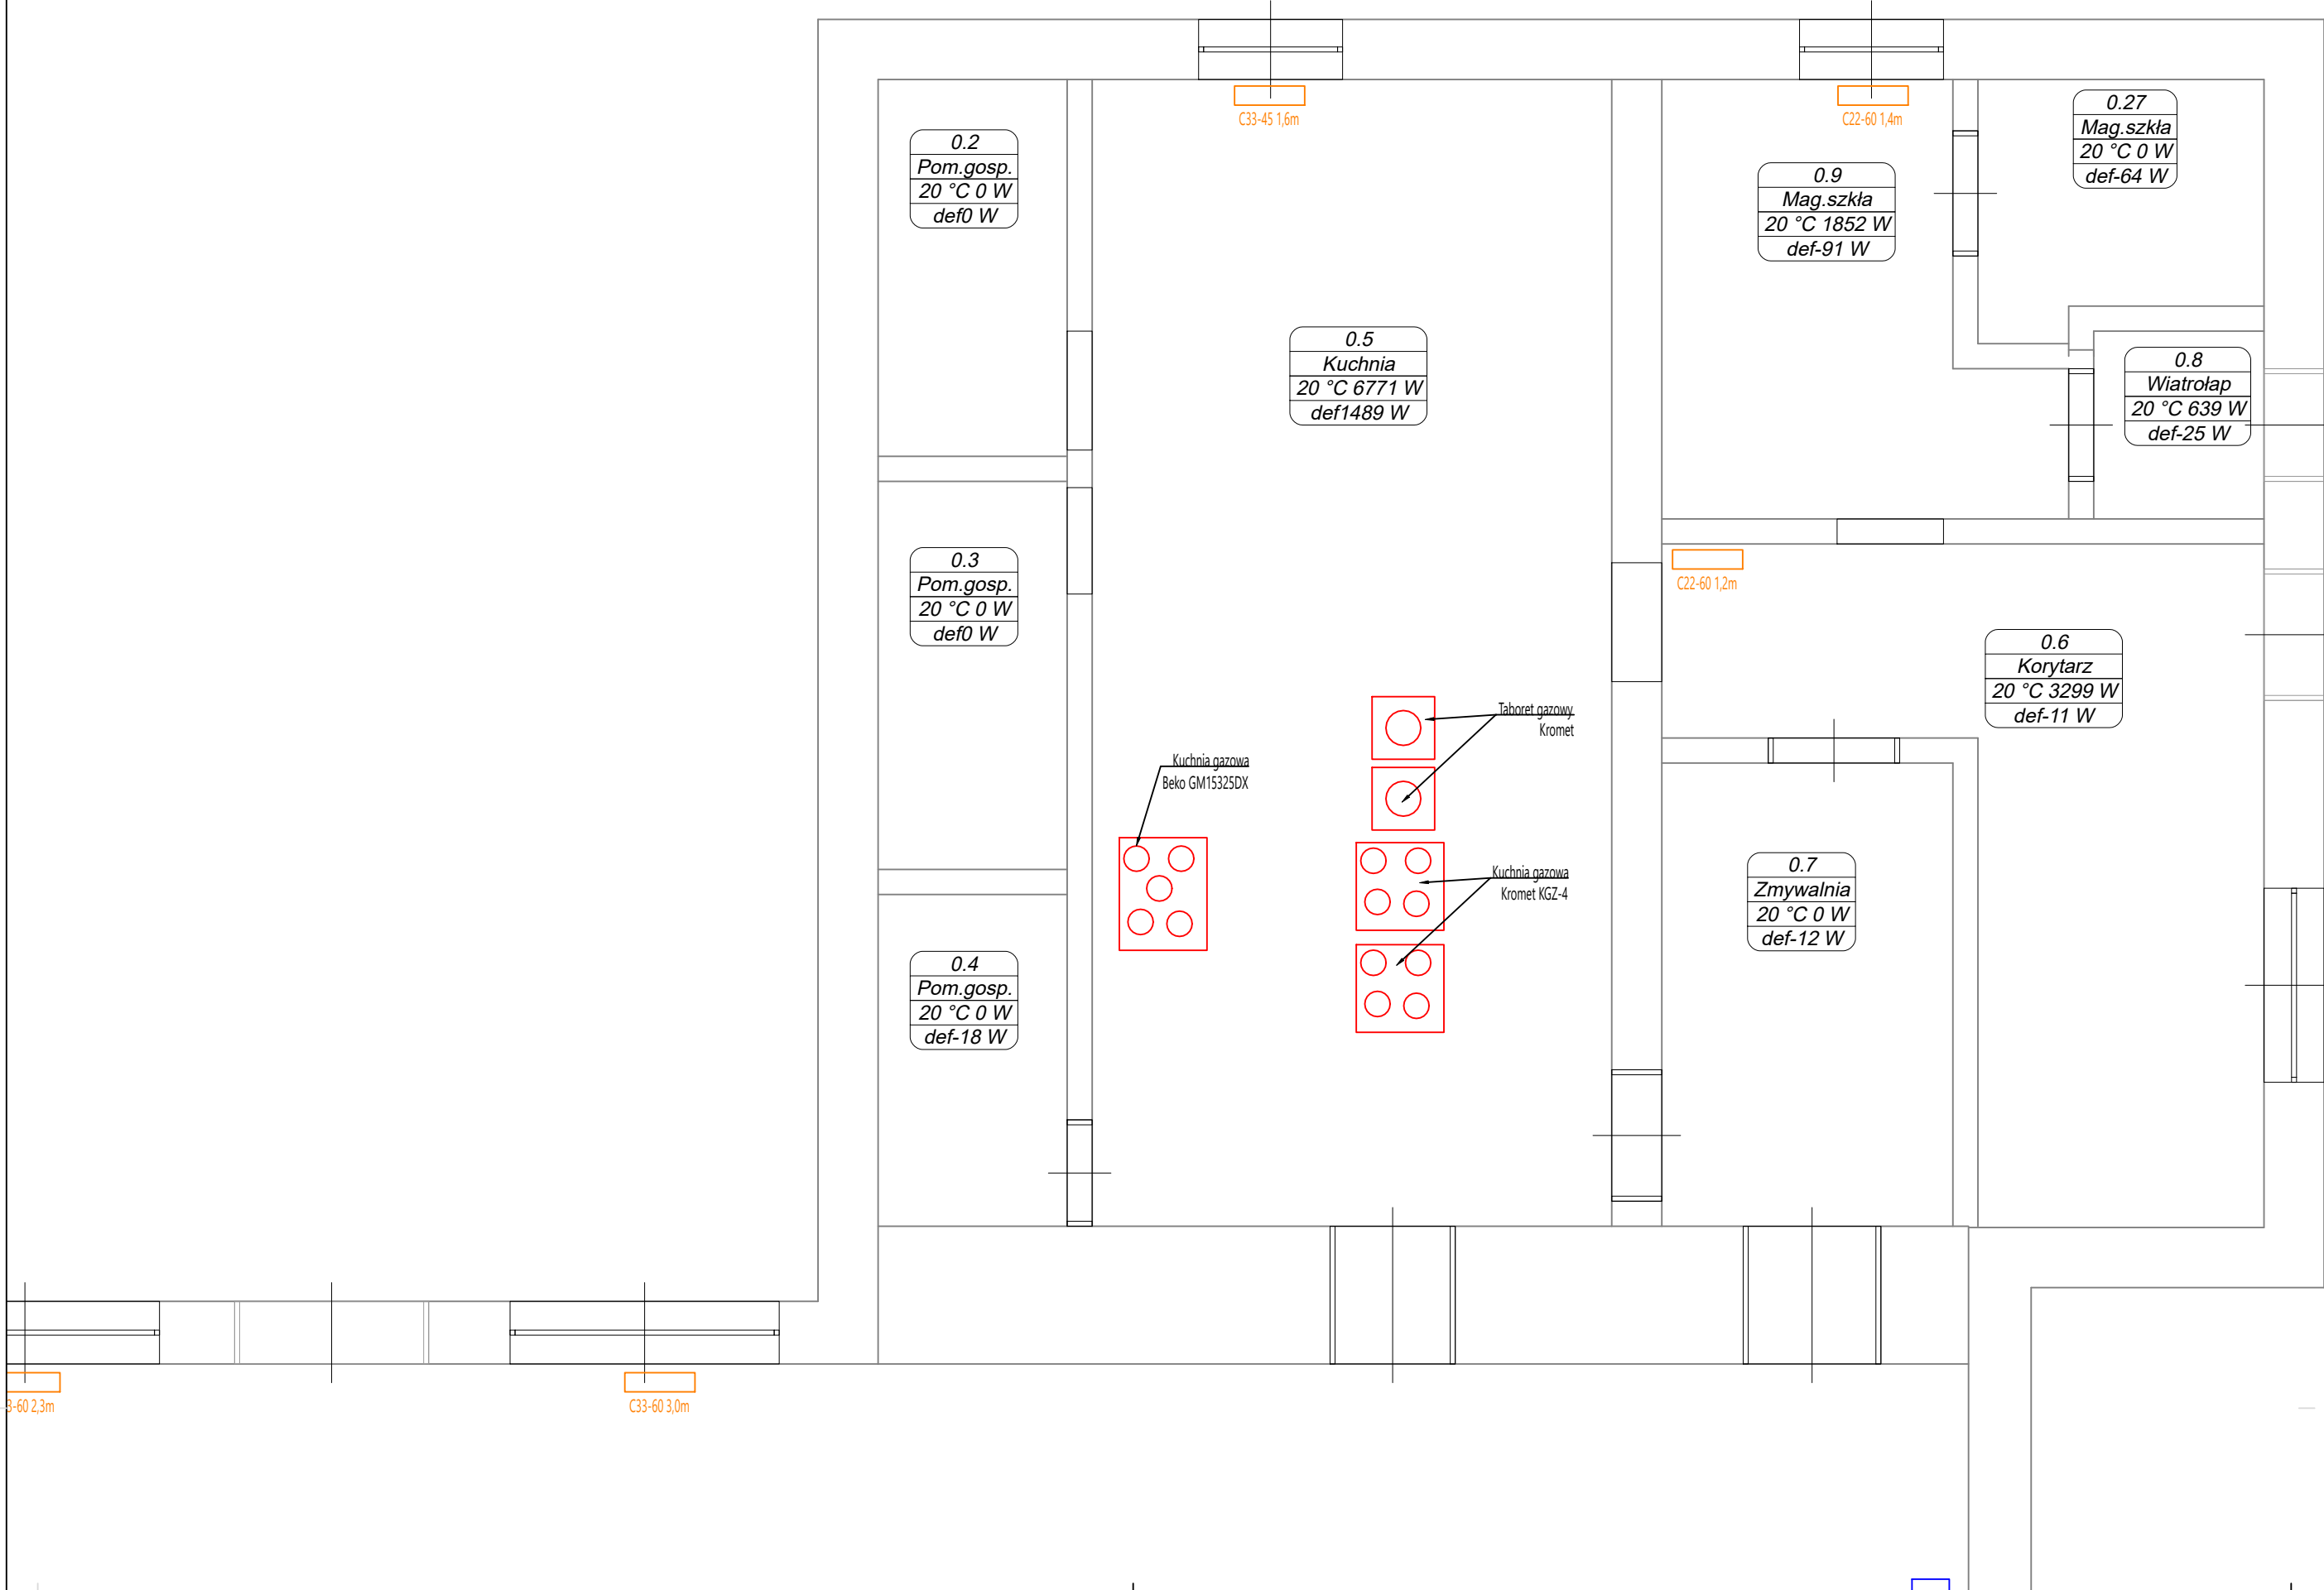 C33-45 1,6m
C22-60 1,4m
0.27
Mag.szkła
20 °C 0 W
def-64 W
0.2
Pom.gosp.
20 °C 0 W
def0 W
0.9
Mag.szkła
20 °C 1852 W
def-91 W
0.5
Kuchnia
20 °C 6771 W
def1489 W
0.8
Wiatrołap
20 °C 639 W
def-25 W
0.3
Pom.gosp.
20 °C 0 W
def0 W
C22-60 1,2m
0.6
Korytarz
20 °C 3299 W
def-11 W
Taboret gazowy
Kromet
Kuchnia gazowa
Beko GM15325DX
Kuchnia gazowa
Kromet KGZ-4
0.7
Zmywalnia
20 °C 0 W
def-12 W
0.4
Pom.gosp.
20 °C 0 W
def-18 W
3-60 2,3m
C33-60 3,0m